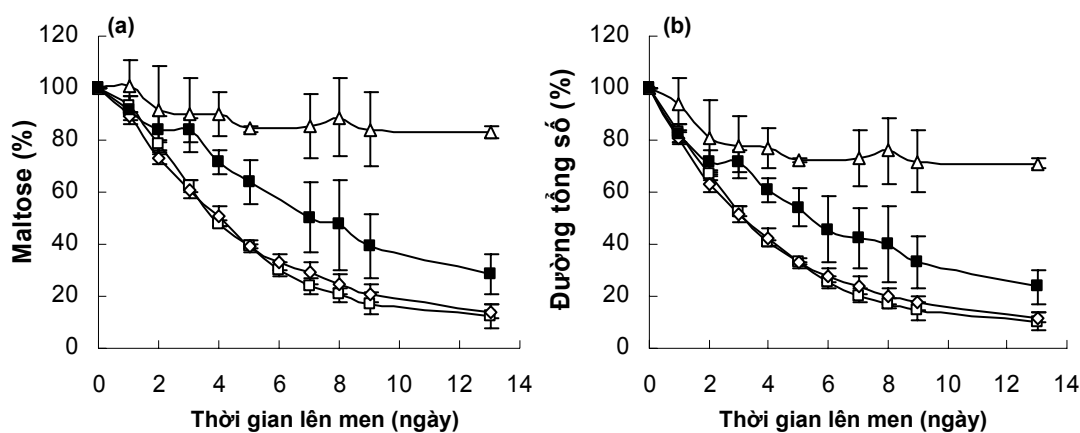 (a)
Maltose (%)
120
100
80
60
40
20
0
0 2 4 6 8 10 12 14
Thời gian lên men (ngày)
(b)
Đường tổng số (%)
120
100
80
60
40
20
0
0 2 4 6 8 10 12 14
Thời gian lên men (ngày)